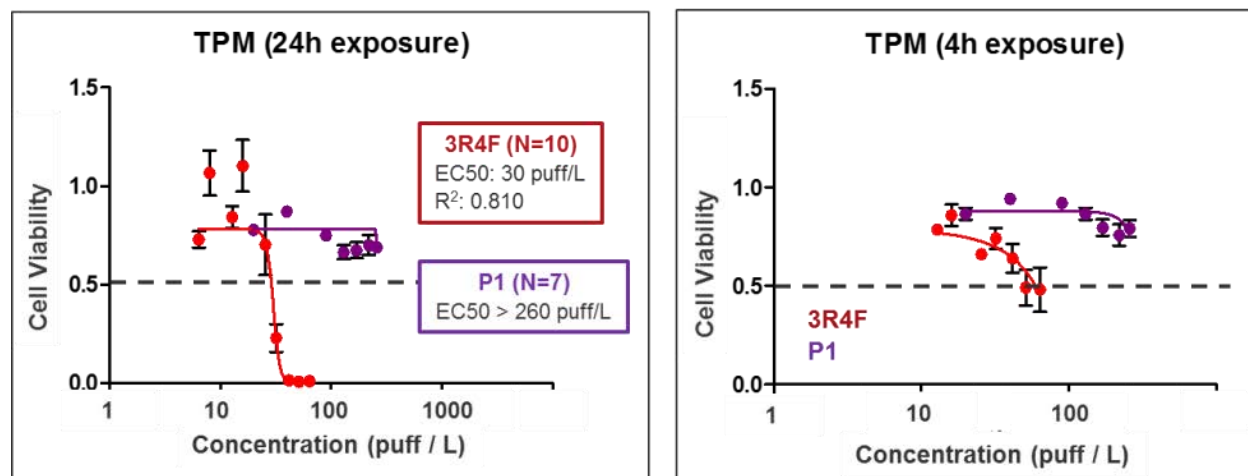 TPM (24h exposure)
Cell Viability
1.5
1.0
0.5
0.0
1
10
100
1000
Concentration (puff / L)
3R4F (N=10)
EC50: 30 puff/L
R²: 0.810
P1 (N=7)
EC50 > 260 puff/L
TPM (4h exposure)
Cell Viability
1.5
1.0
0.5
0.0
3R4F
P1
1
10
100
Concentration (puff / L)